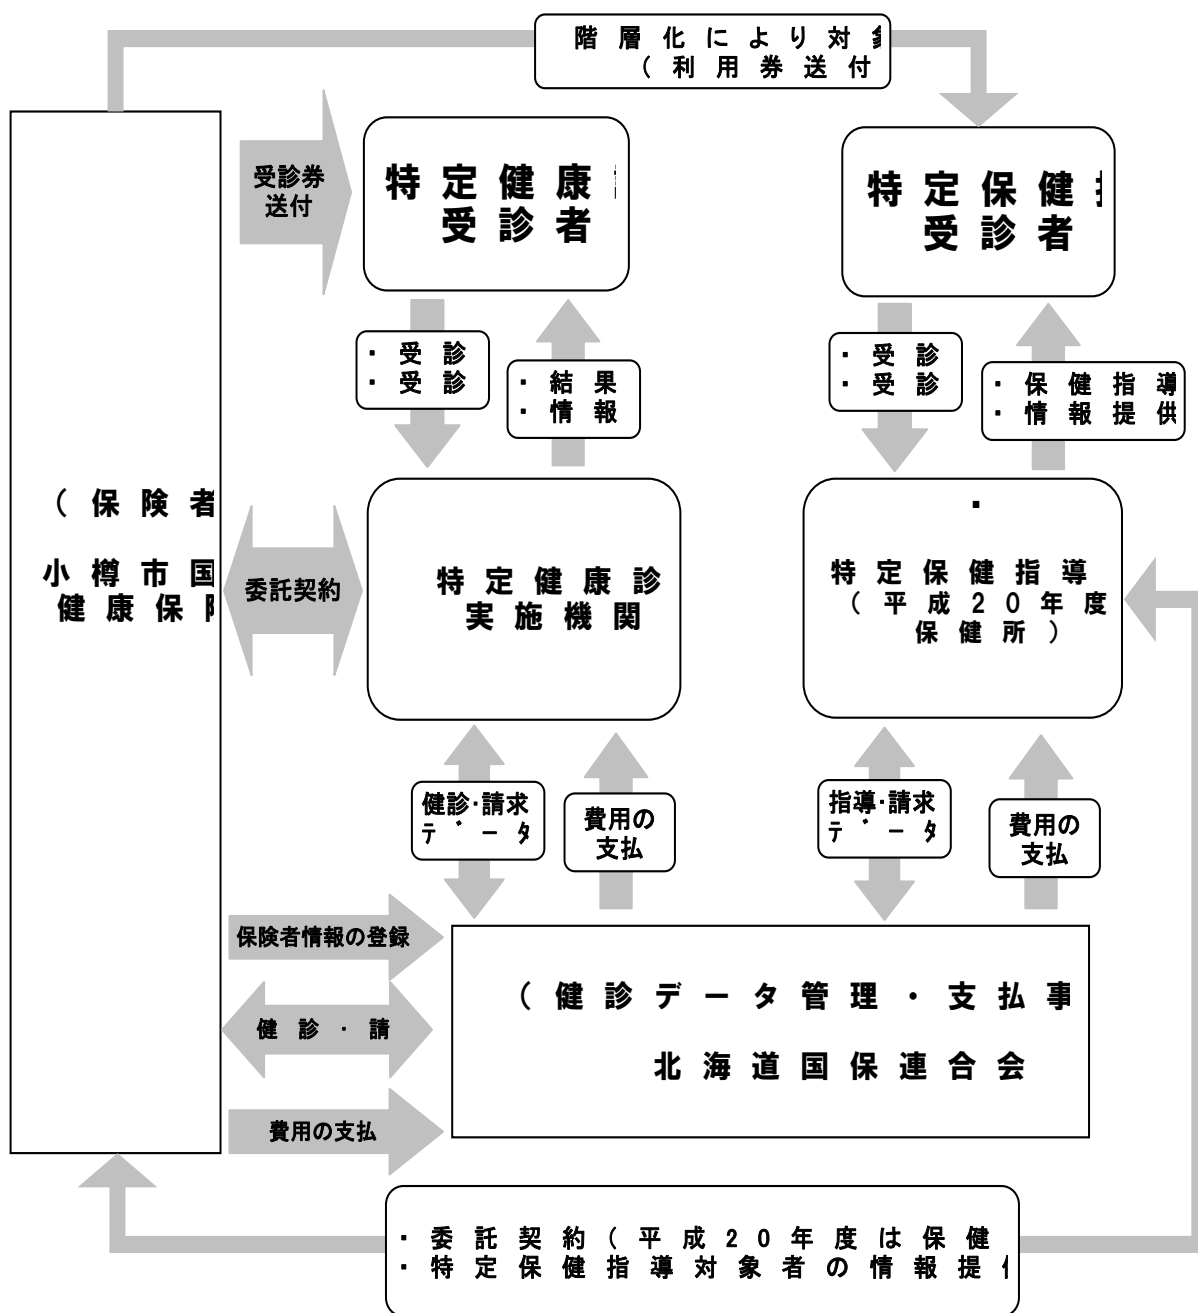 階層化により対
(利用券送付
受診券
送付
特定健康
受診者
特定保健
受診者
・受診
・受診
・結果
・情報
・受診
・受診
・保健指導
・情報提供
(保険者
小樽市国
健康保
委託契約
特定健康診
実施機関
・
特定保健指導
(平成20年度
保健所)
健診・請求
データ
費用の
支払
指導・請求
データ
費用の
支払
保険者情報の登録
健診・請
費用の支払
(健診データ管理・支払事
北海道国保連合会
・委託契約(平成20年度は保健
・特定保健指導対象者の情報提